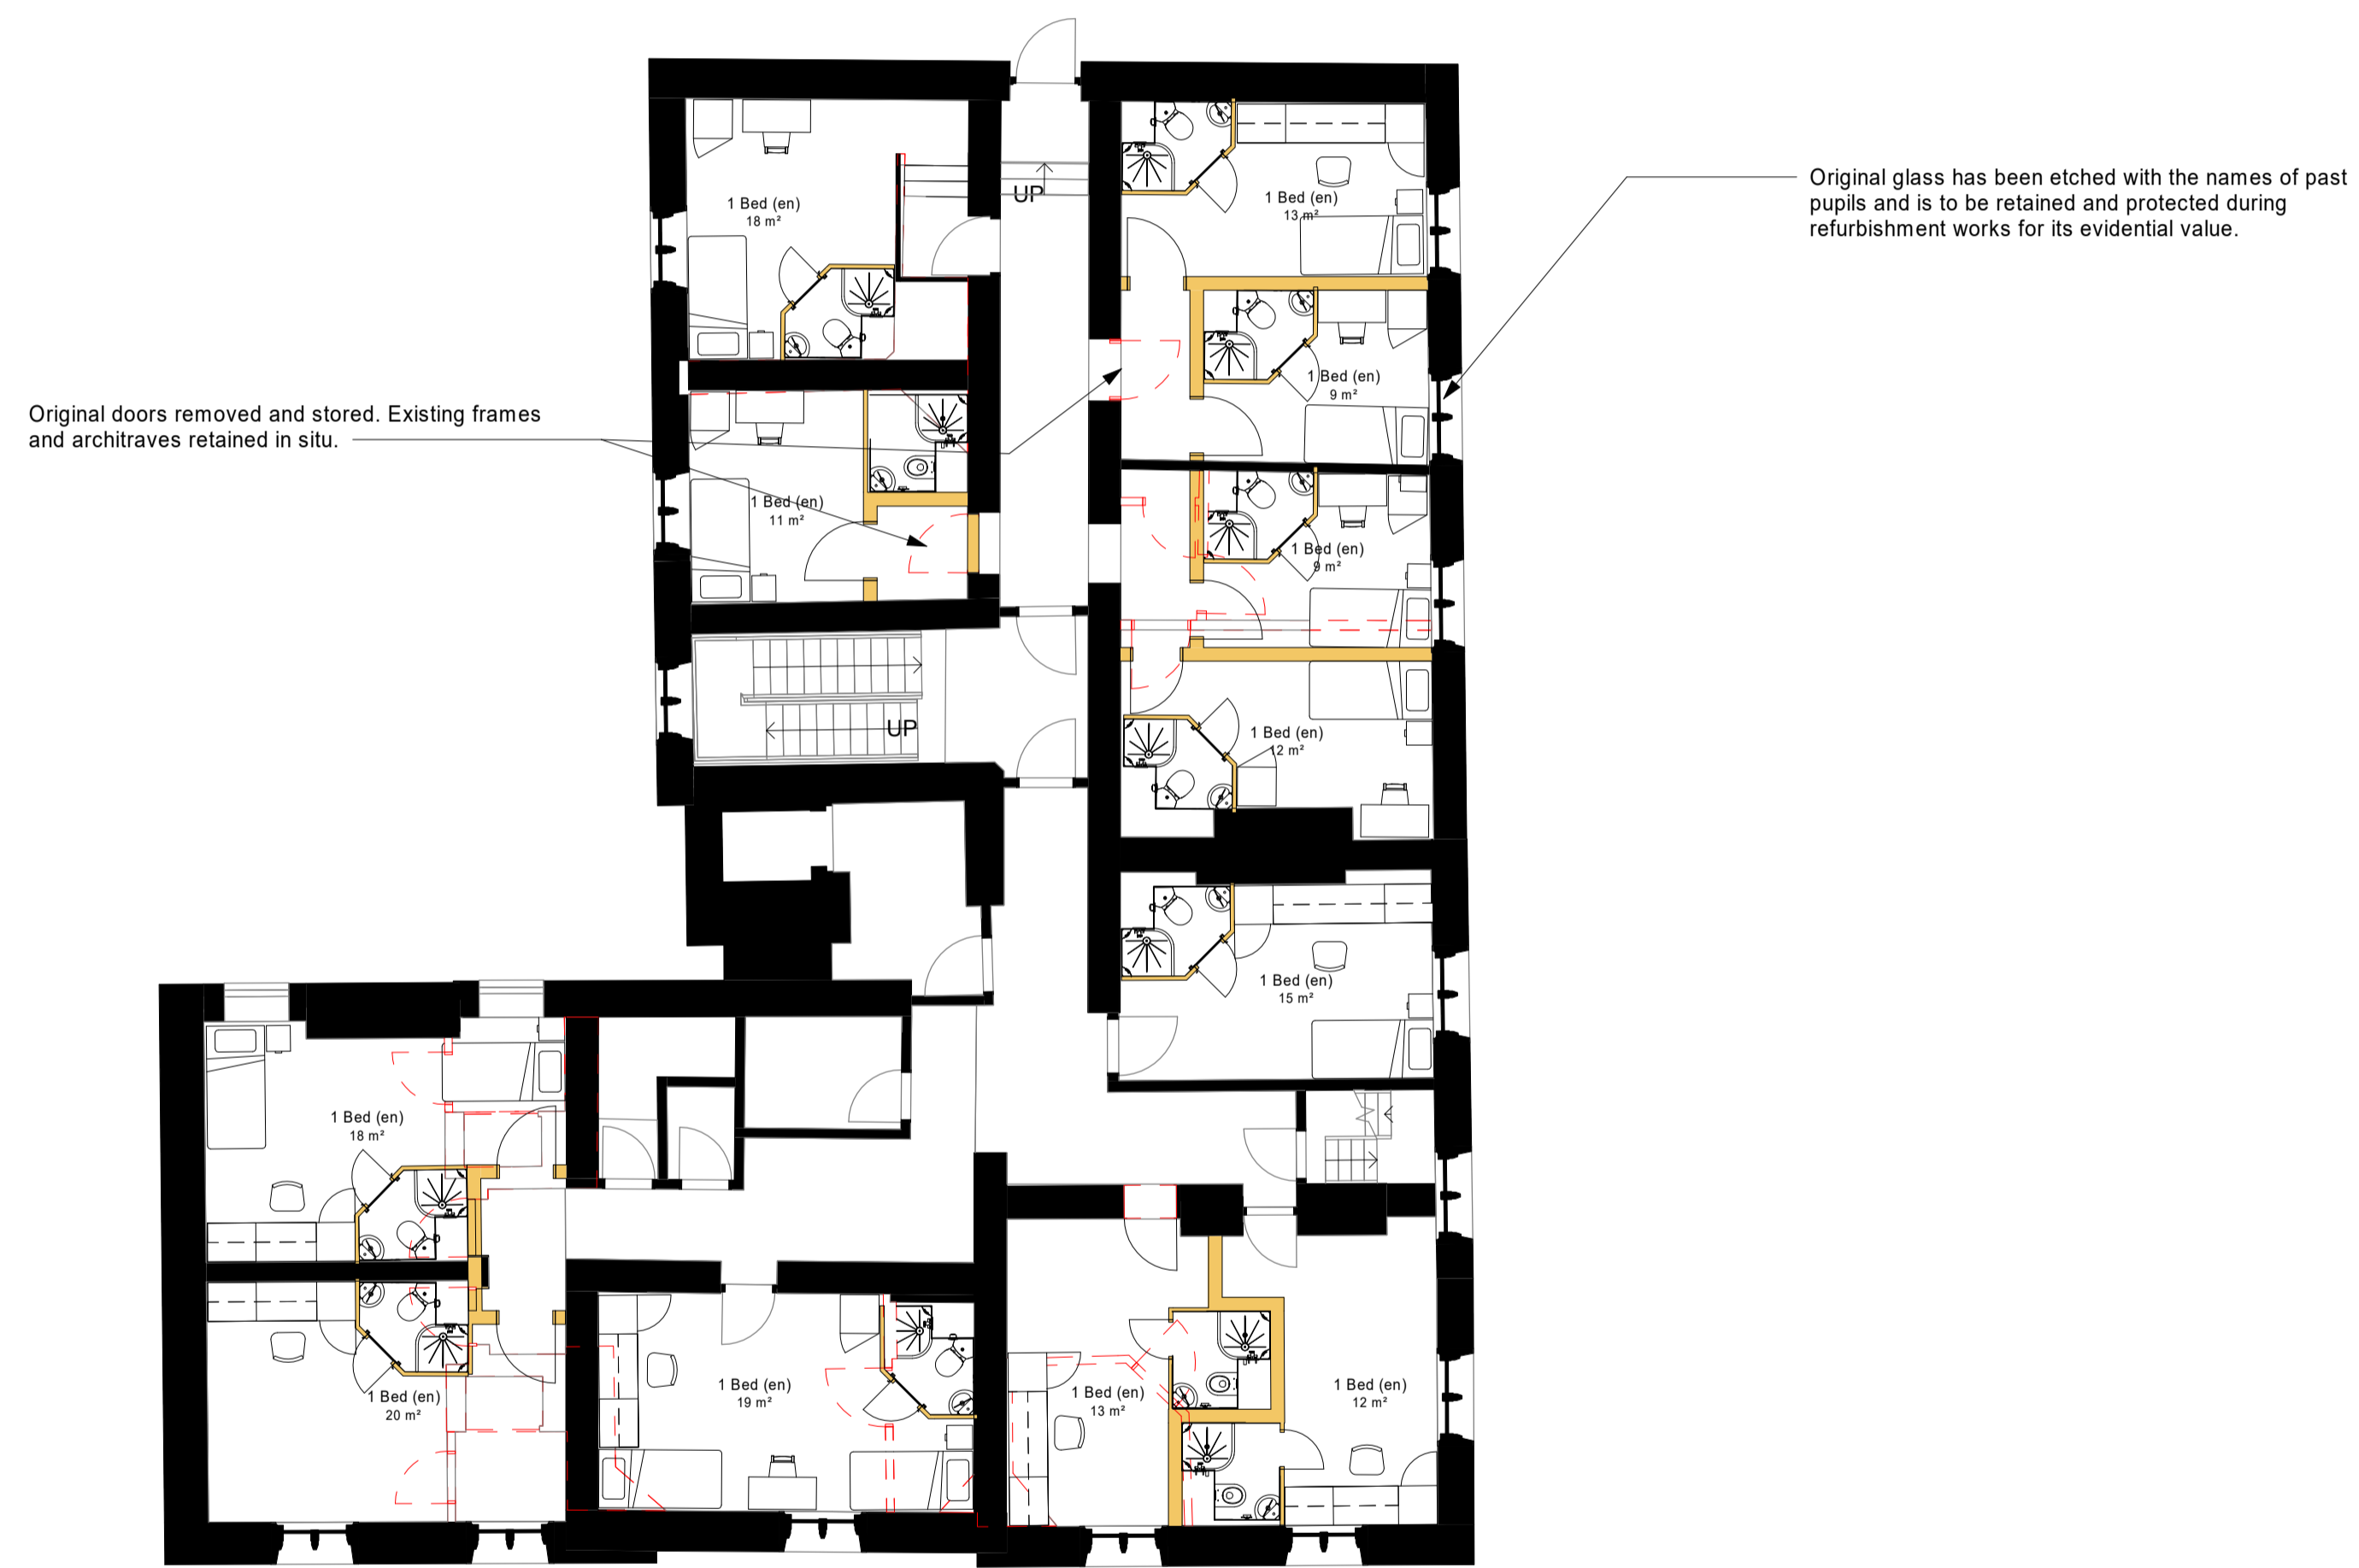 Original glass has been etched with the names of past
pupils and is to be retained and protected during
refurbishment works for its evidential value.
Original doors removed and stored. Existing frames
and architraves retained in situ.
1 Bed (en)
18 m²
UP
1 Bed (en)
13 m²
1 Bed (en)
9 m²
1 Bed (en)
11 m²
1 Bed (en)
9 m²
UP
1 Bed (en)
12 m²
1 Bed (en)
15 m²
1 Bed (en)
18 m²
1 Bed (en)
20 m²
1 Bed (en)
19 m²
1 Bed (en)
13 m²
1 Bed (en)
12 m²